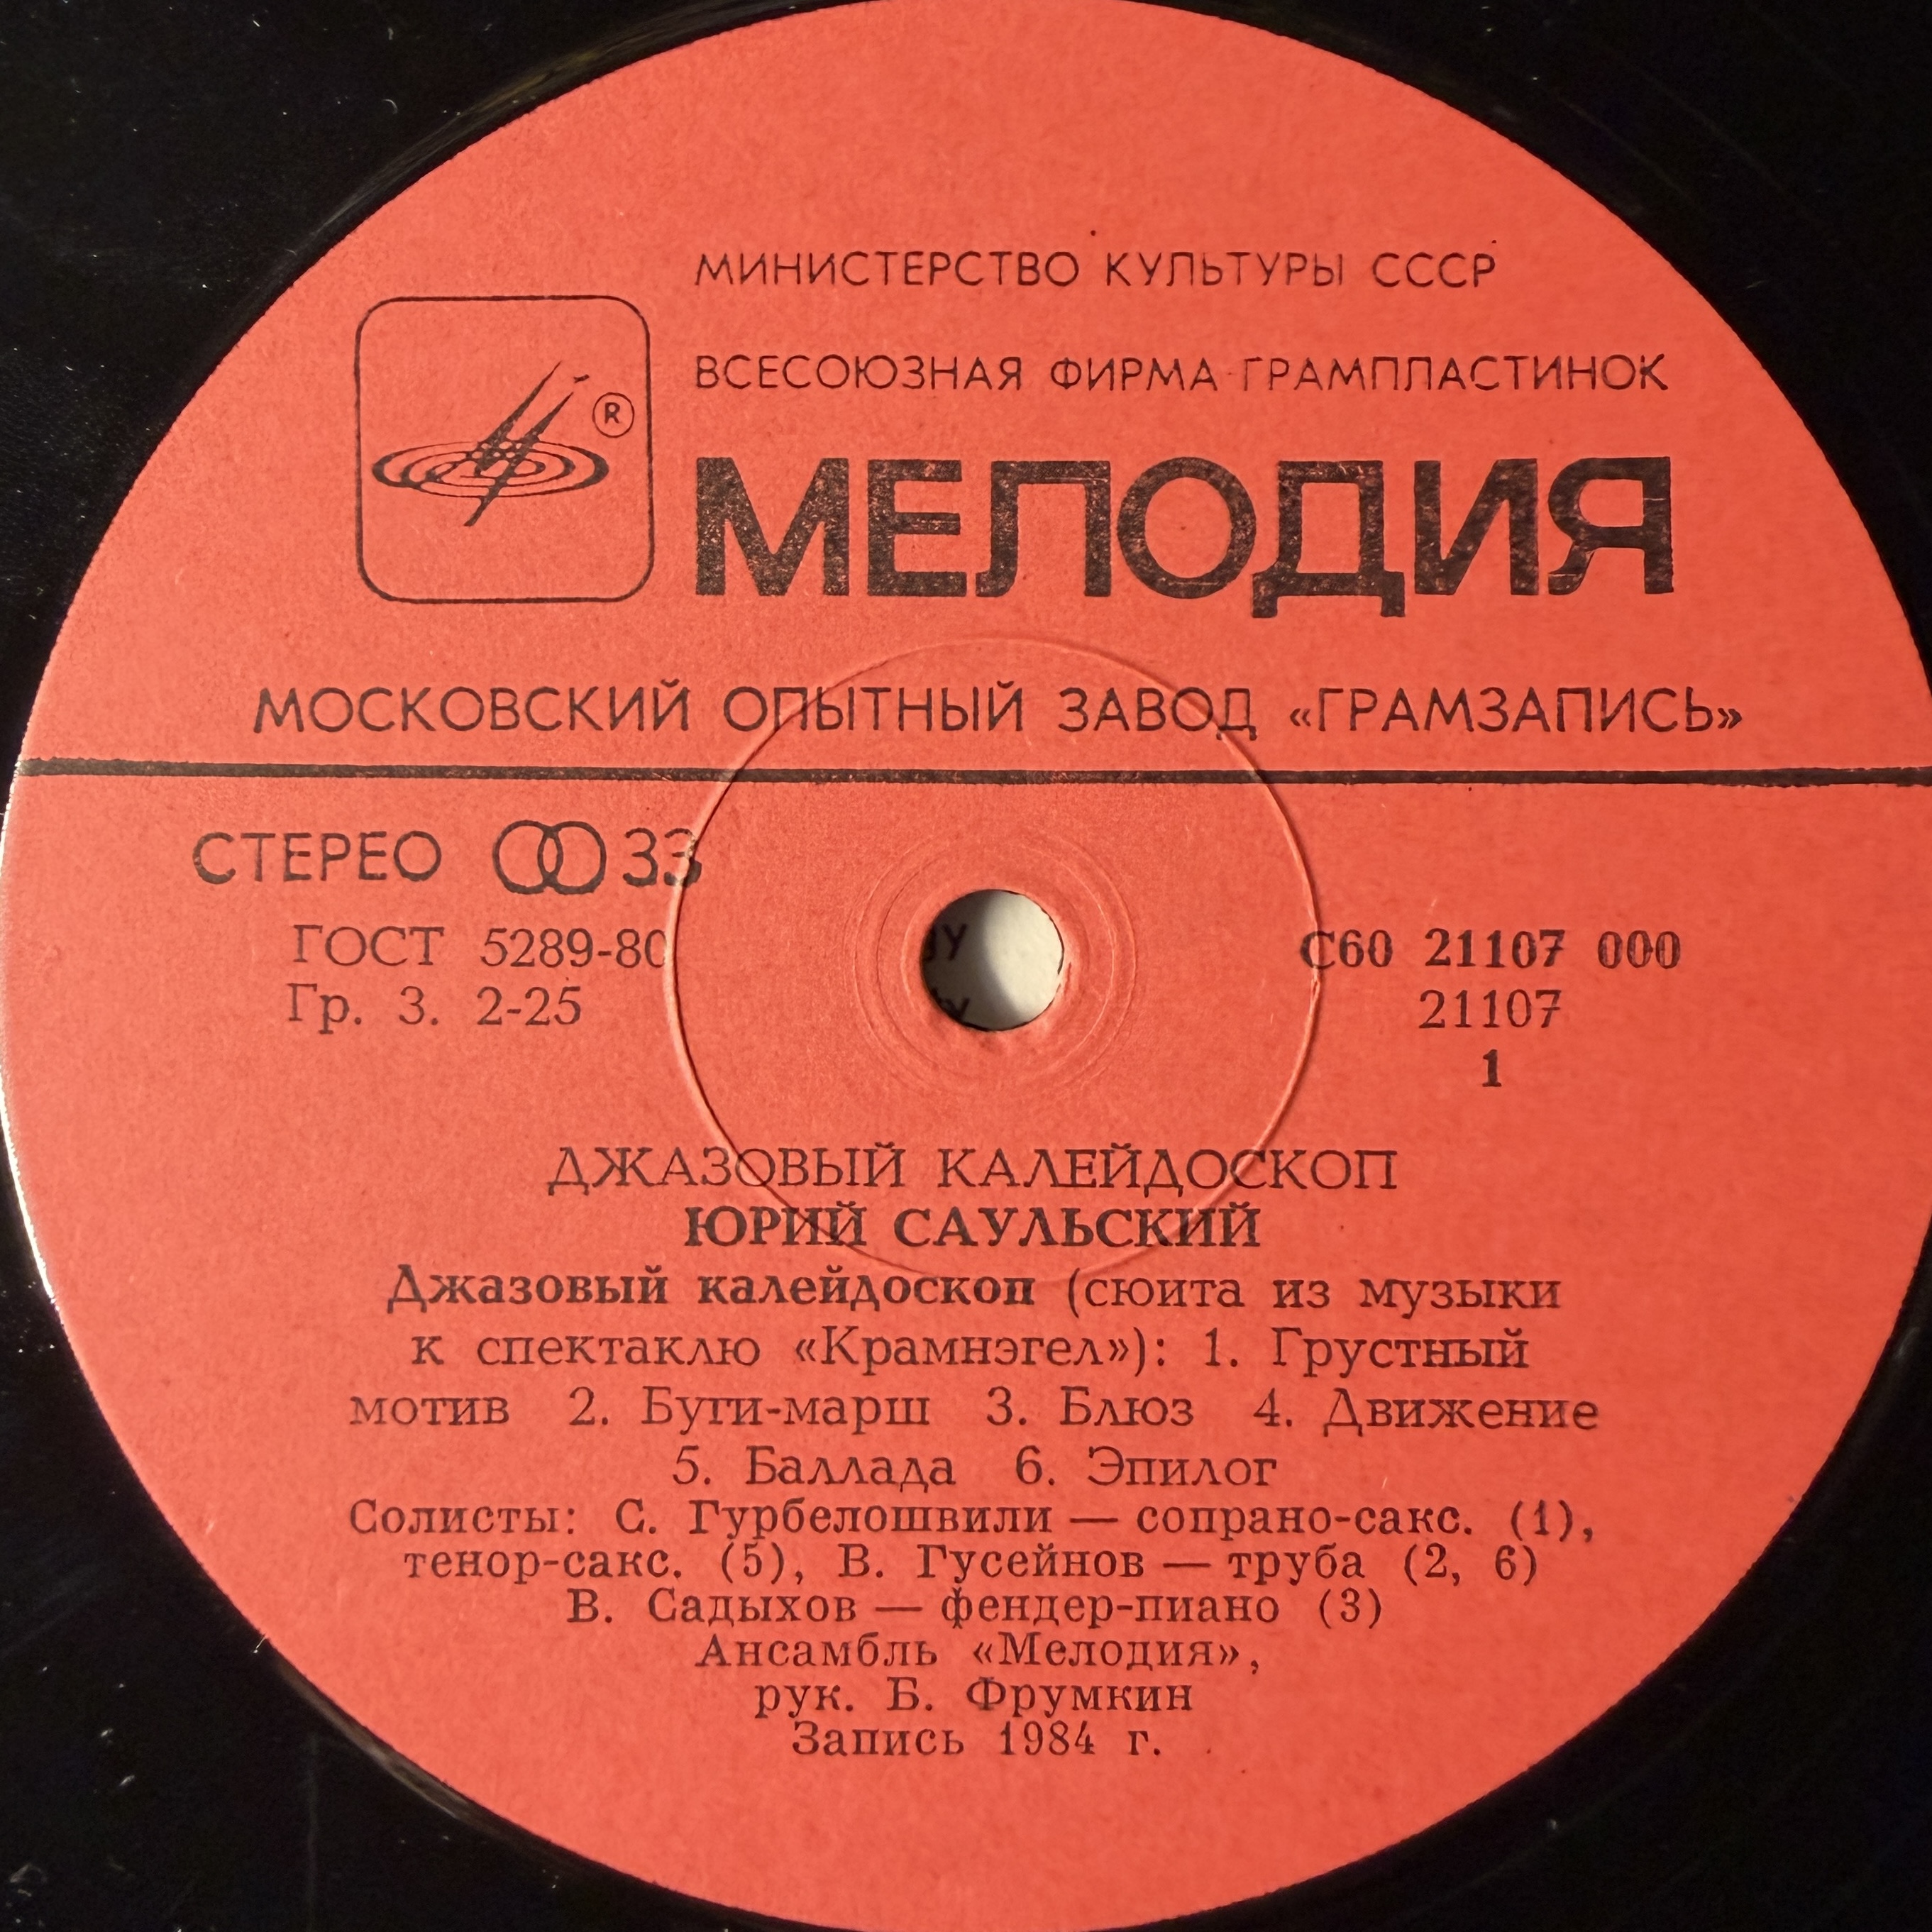 МИНИСТЕРСТВО КУЛЬТУРЫ СССР
ВСЕСОЮЗНАЯ ФИРМА ГРАМПЛАСТИНОК
®
МЕЛОДИЯ
МОСКОВСКИЙ ОПЫТНЫЙ ЗАВОД «ГРАМЗАПИСЬ»
СТЕРЕО 33
ГОСТ 5289-80
Гр. 3. 2-25
С60 21107 000
21107
1
ДЖАЗОВЫЙ КАЛЕЙДОСКОП
ЮРИЙ САУЛЬСКИЙ
Джазовый калейдоскоп (сюита из музыки
к спектаклю «Крамнэгел»): 1. Грустный
мотив 2. Буги-марш 3. Блюз 4. Движение
5. Баллада 6. Эпилог
Солисты: С. Гурбелошвили — сопрано-сакс. (1),
тенор-сакс. (5), В. Гусейнов — труба (2, 6)
В. Садыхов — фендер-пиано (3)
Ансамбль «Мелодия»,
рук. Б. Фрумкин
Запись 1984 г.